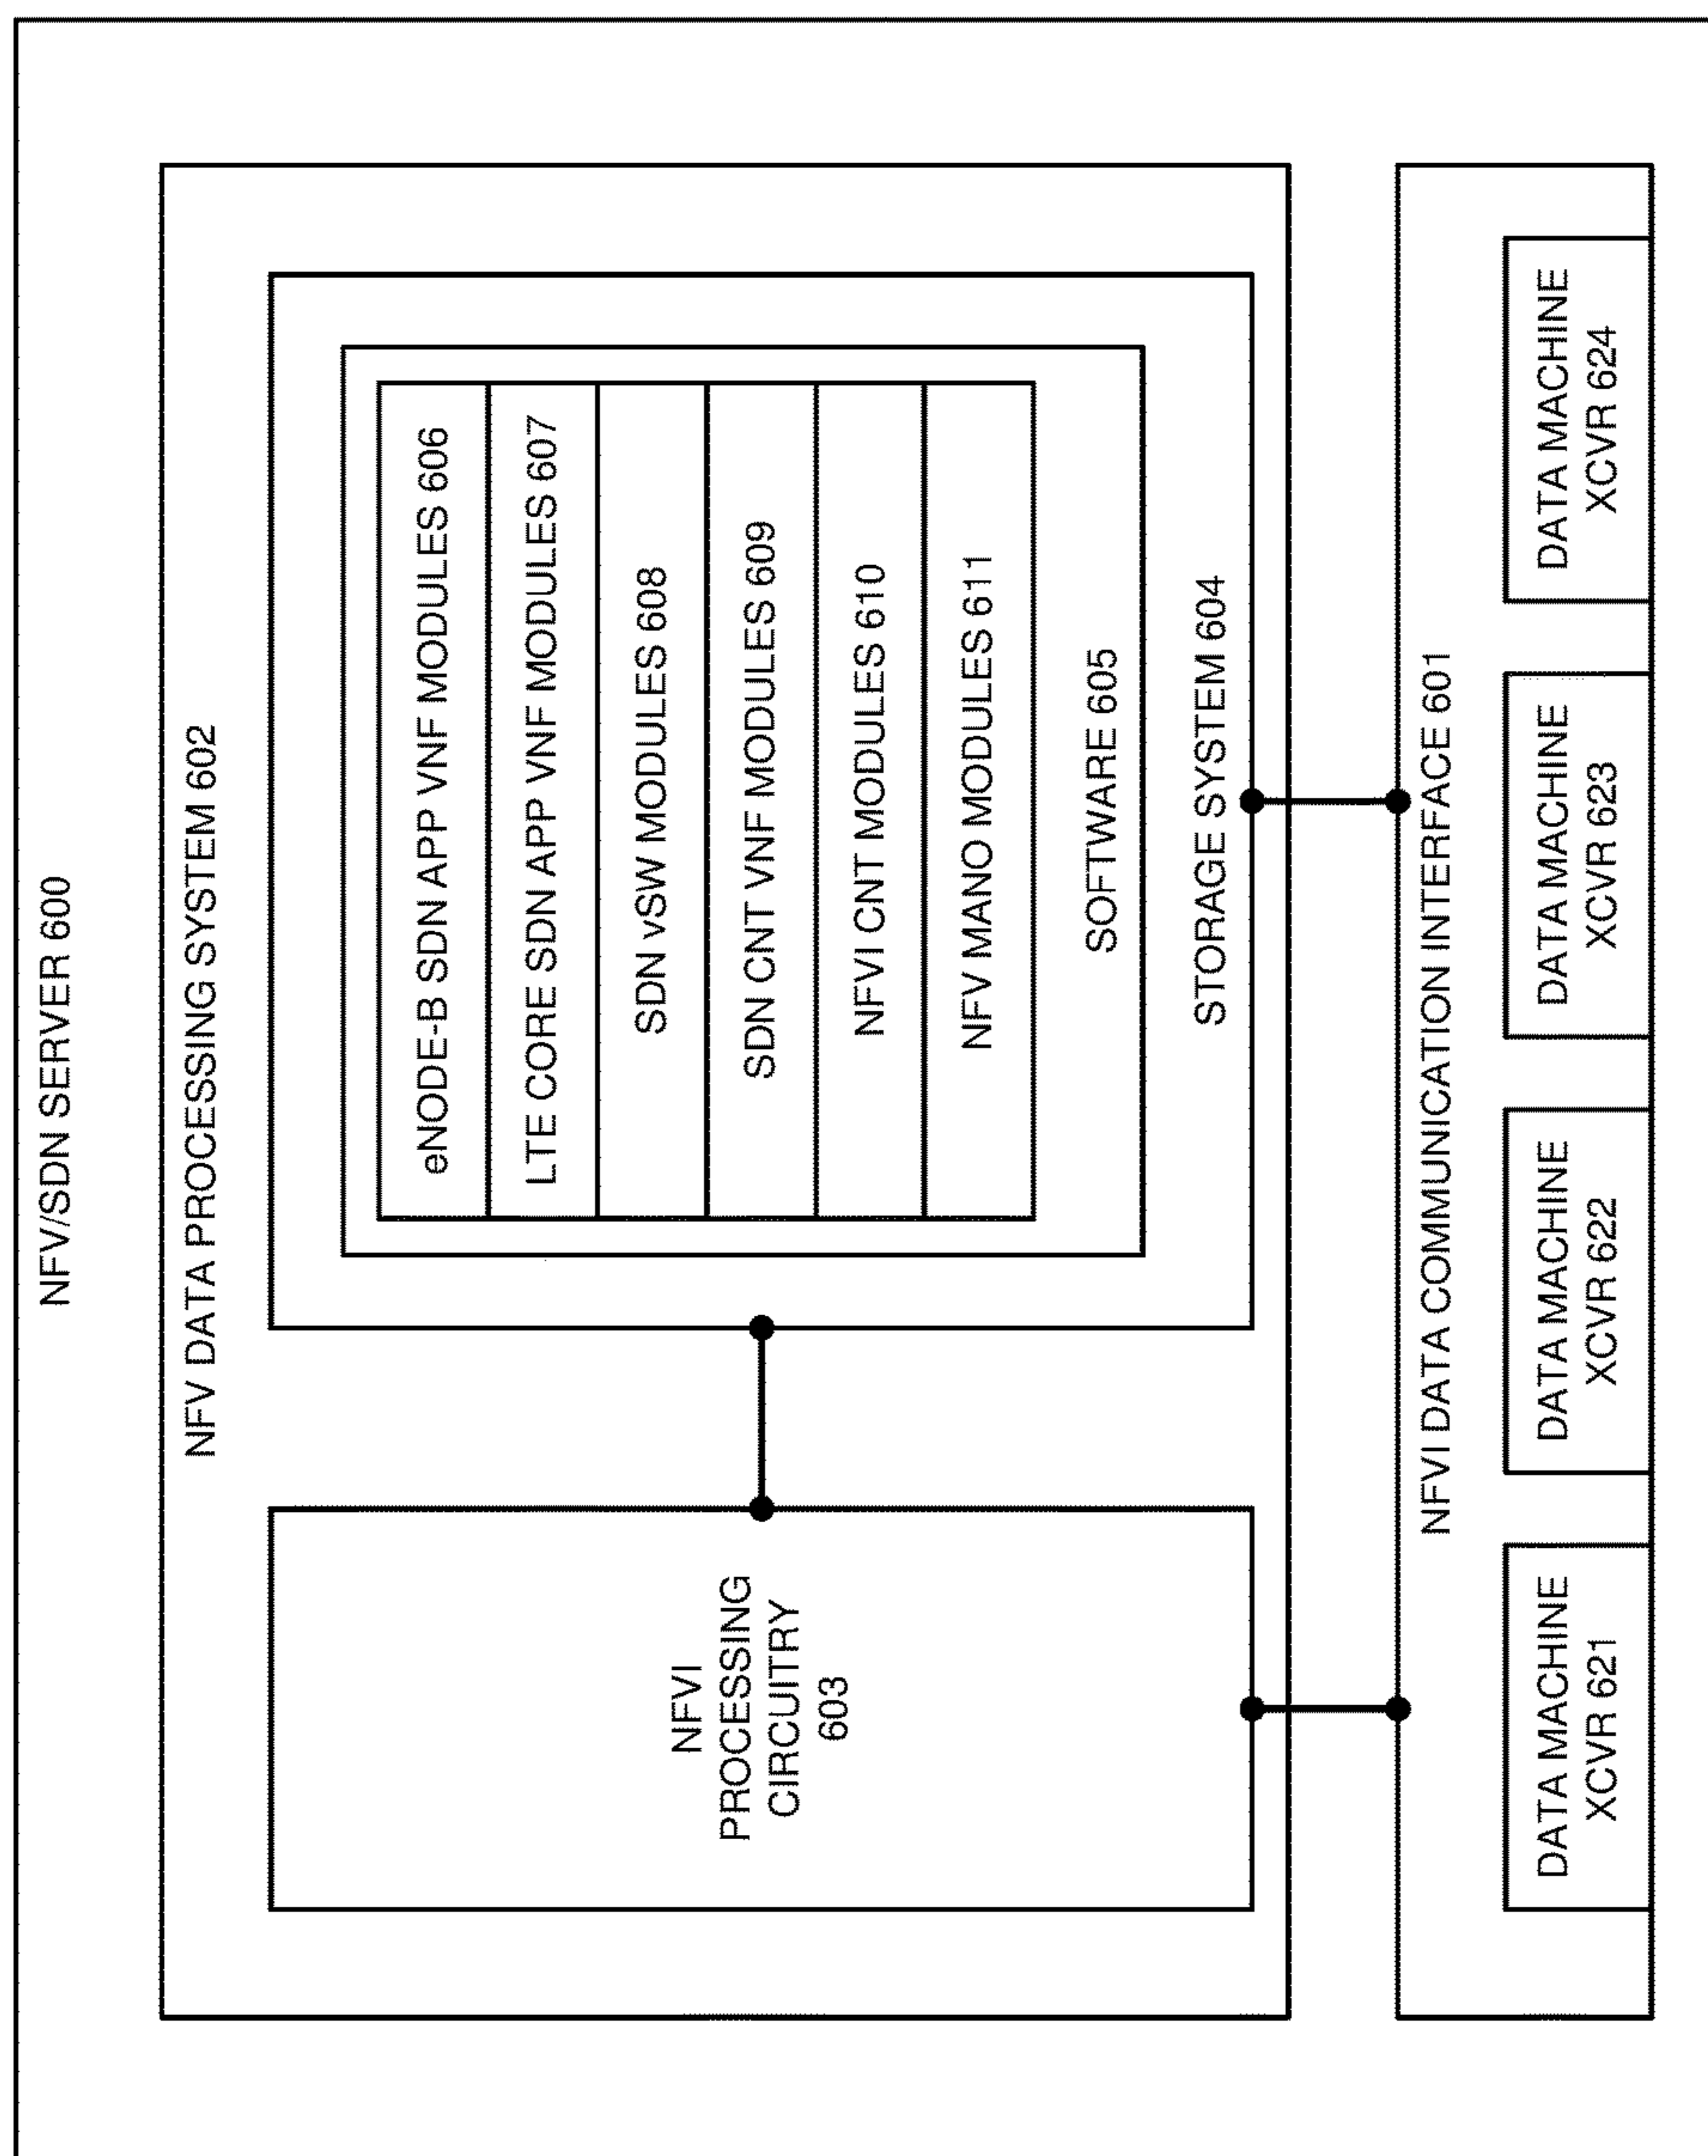 NFV/SDN SERVER 600
NFV DATA PROCESSING SYSTEM 602
NFVI
PROCESSING
CIRCUITRY
603
eNODE-B SDN APP VNF MODULES 606
LTE CORE SDN APP VNF MODULES 607
SDN vSW MODULES 608
SDN CNT VNF MODULES 609
NFVI CNT MODULES 610
NFV MANO MODULES 611
SOFTWARE 605
STORAGE SYSTEM 604
NFVI DATA COMMUNICATION INTERFACE 601
DATA MACHINE
XCVR 621
DATA MACHINE
XCVR 622
DATA MACHINE
XCVR 623
DATA MACHINE
XCVR 624